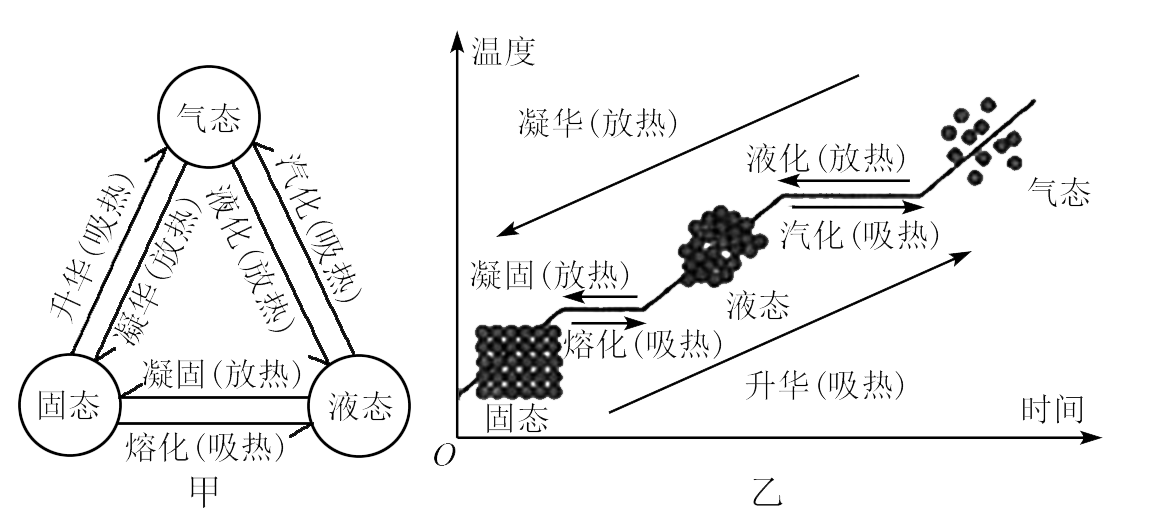 气态
升华(吸热)
凝华(放热)
液化(放热)
汽化(吸热)
固态
凝固(放热)
液态
熔化(吸热)
甲
温度
凝华(放热)
液化(放热)
气态
汽化(吸热)
凝固(放热)
液态
熔化(吸热)
升华(吸热)
固态
时间
O
乙